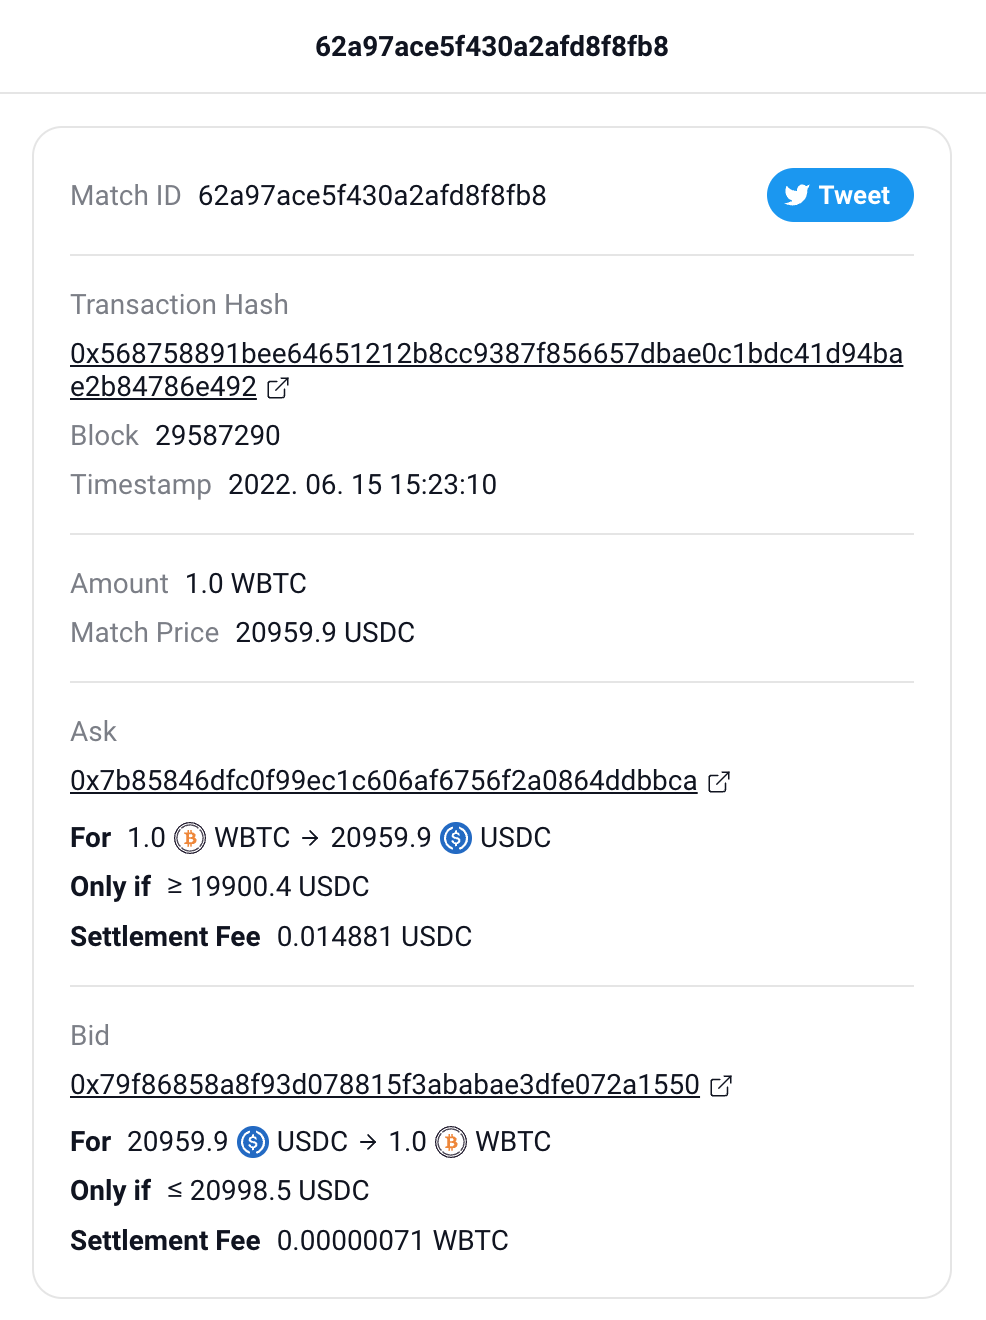 62a97ace5f430a2afd8f8fb8
Match ID 62a97ace5f430a2afd8f8fb8
Tweet
Transaction Hash
0x568758891bee64651212b8cc9387f856657dbae0c1bdc41d94ba
e2b84786e492
Block 29587290
Timestamp 2022. 06. 15 15:23:10
Amount 1.0 WBTC
Match Price 20959.9 USDC
Ask
0x7b85846dfc0f99ec1c606af6756f2a0864ddbbca
For 1.0 WBTC → 20959.9 USDC
Only if ≥ 19900.4 USDC
Settlement Fee 0.014881 USDC
Bid
0x79f86858a8f93d078815f3ababae3dfe072a1550
For 20959.9 USDC → 1.0 WBTC
Only if ≤ 20998.5 USDC
Settlement Fee 0.00000071 WBTC